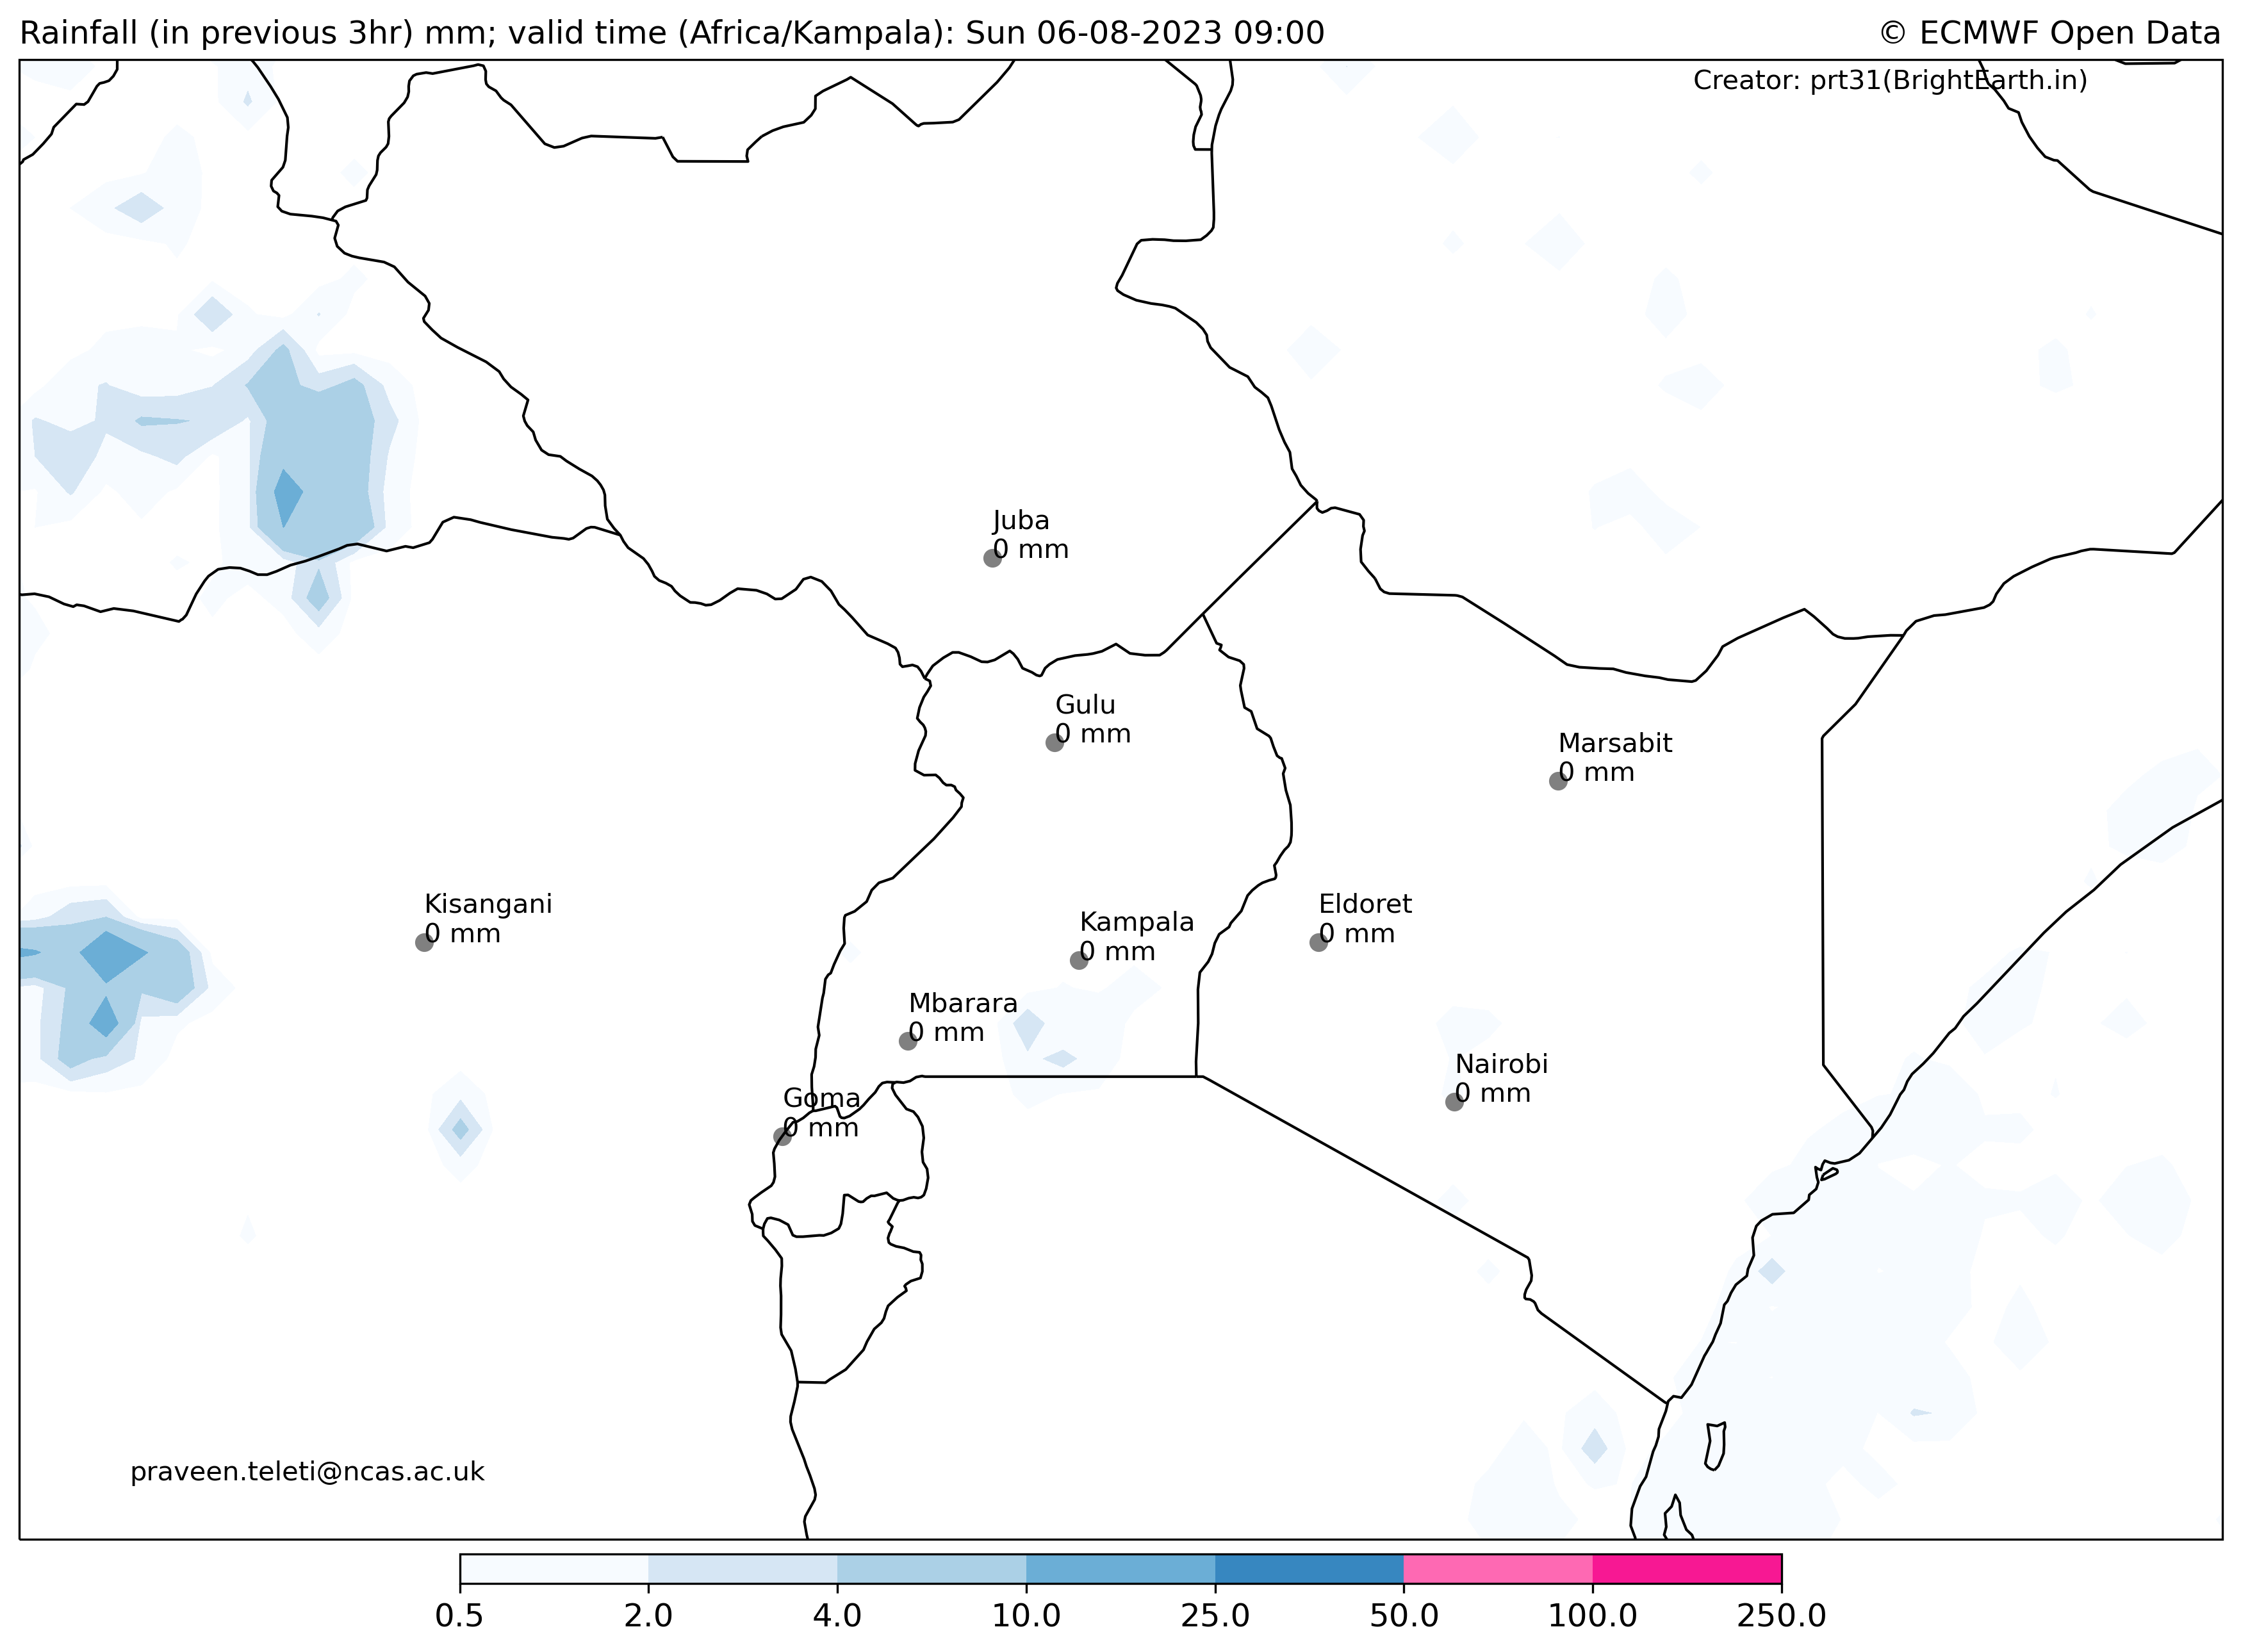 Rainfall (in previous 3hr) mm; valid time (Africa/Kampala): Sun 06-08-2023 09:00
© ECMWF Open Data
Creator: prt31(BrightEarth.in)
Juba
0 mm
Gulu
0 mm
Marsabit
0 mm
Kisangani
0 mm
Eldoret
0 mm
Kampala
0 mm
Mbarara
0 mm
Nairobi
0 mm
Goma
0 mm
praveen.teleti@ncas.ac.uk
0.5 2.0 4.0 10.0 25.0 50.0 100.0 250.0